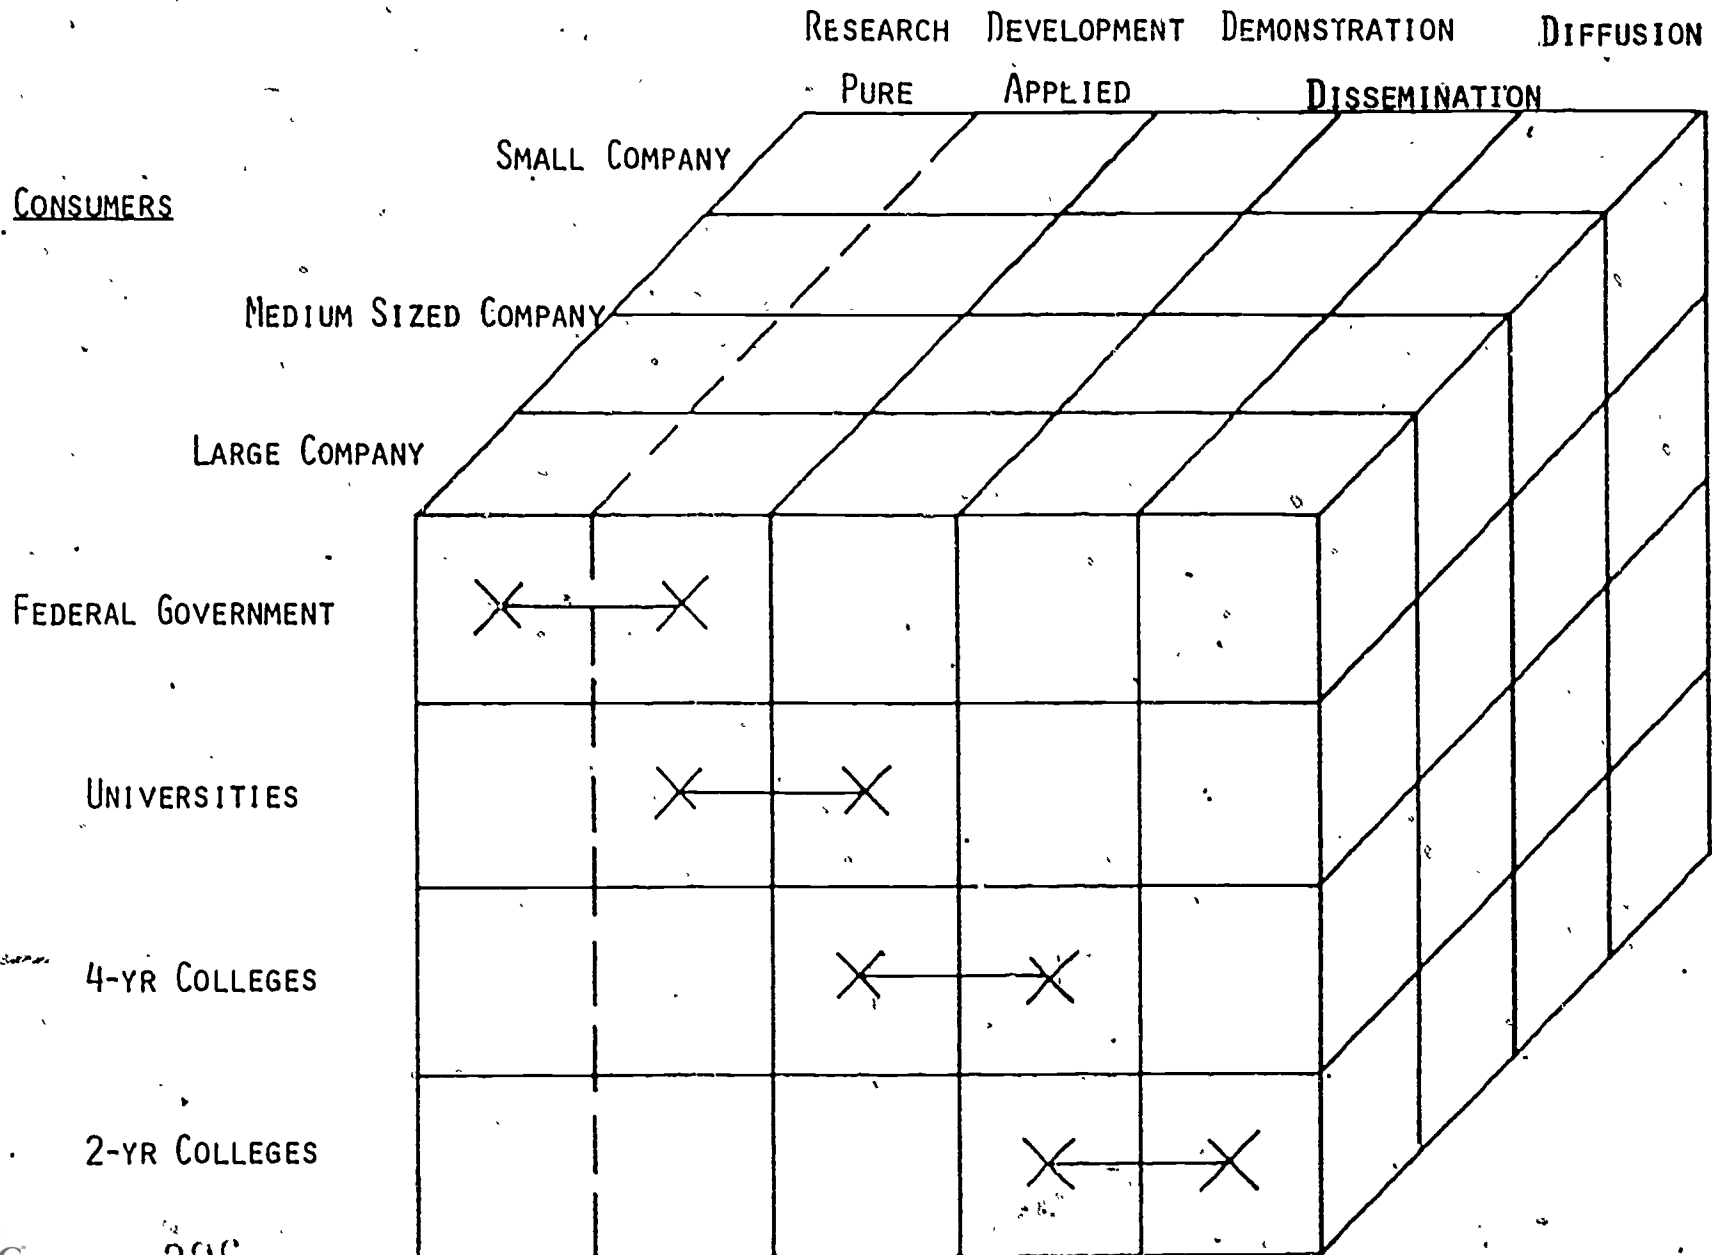 RESEARCH DEVELOPMENT DEMONSTRATION DIFFUSION
PURE APPLIED DISSEMINATION
SMALL COMPANY
CONSUMERS
MEDIUM SIZED COMPANY
LARGE COMPANY
FEDERAL GOVERNMENT
UNIVERSITIES
4-YR COLLEGES
2-YR COLLEGES